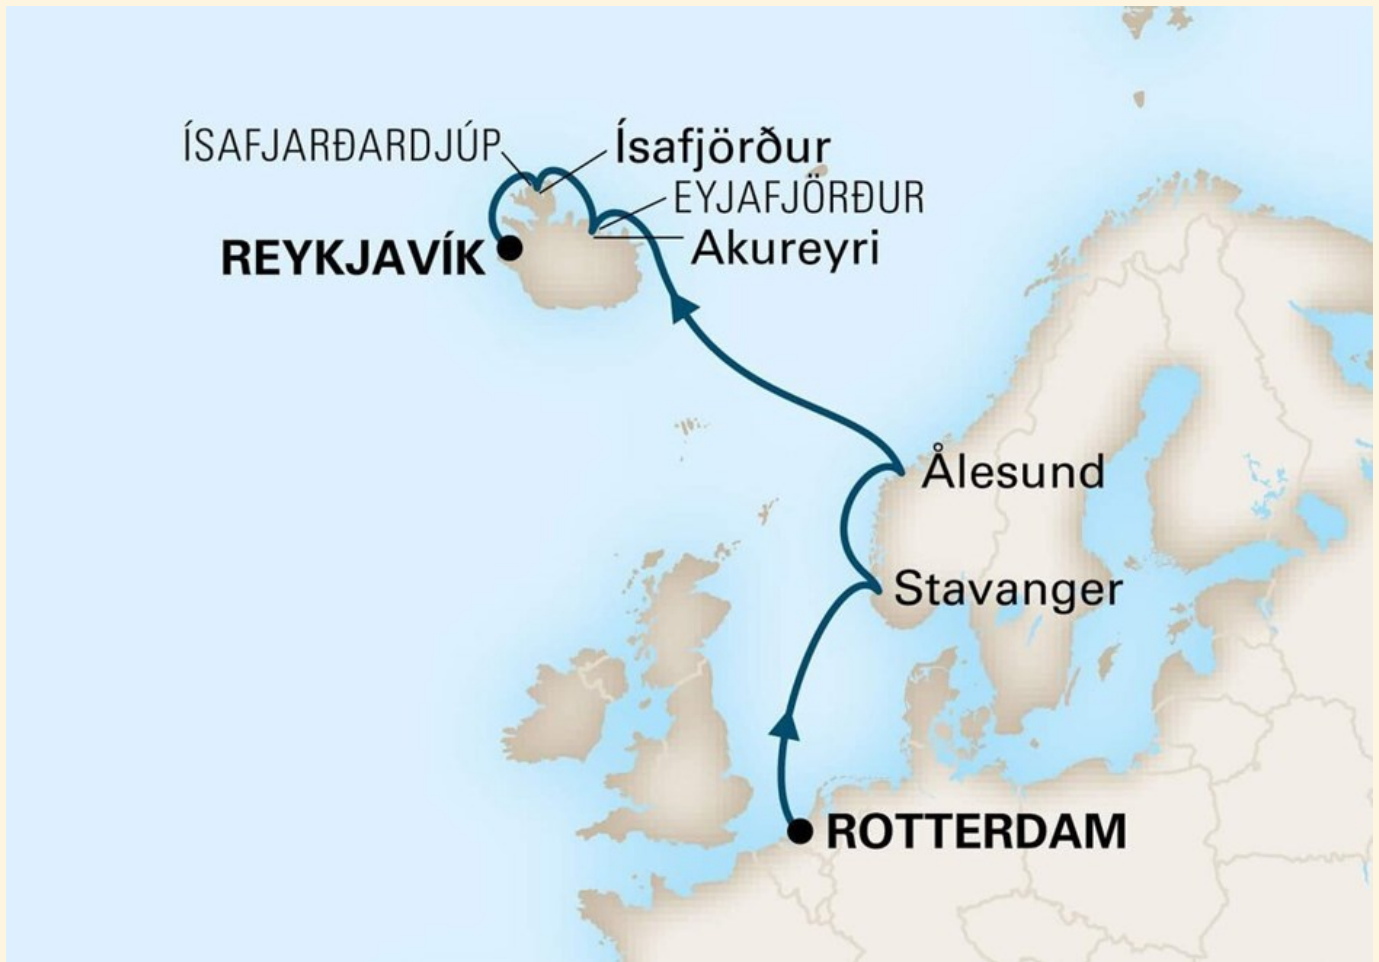 ÍSAFJARÐARDJÚP
Ísafjörður
EYJAFJÖRÐUR
REYKJAVÍK
Akureyri
Ålesund
Stavanger
ROTTERDAM